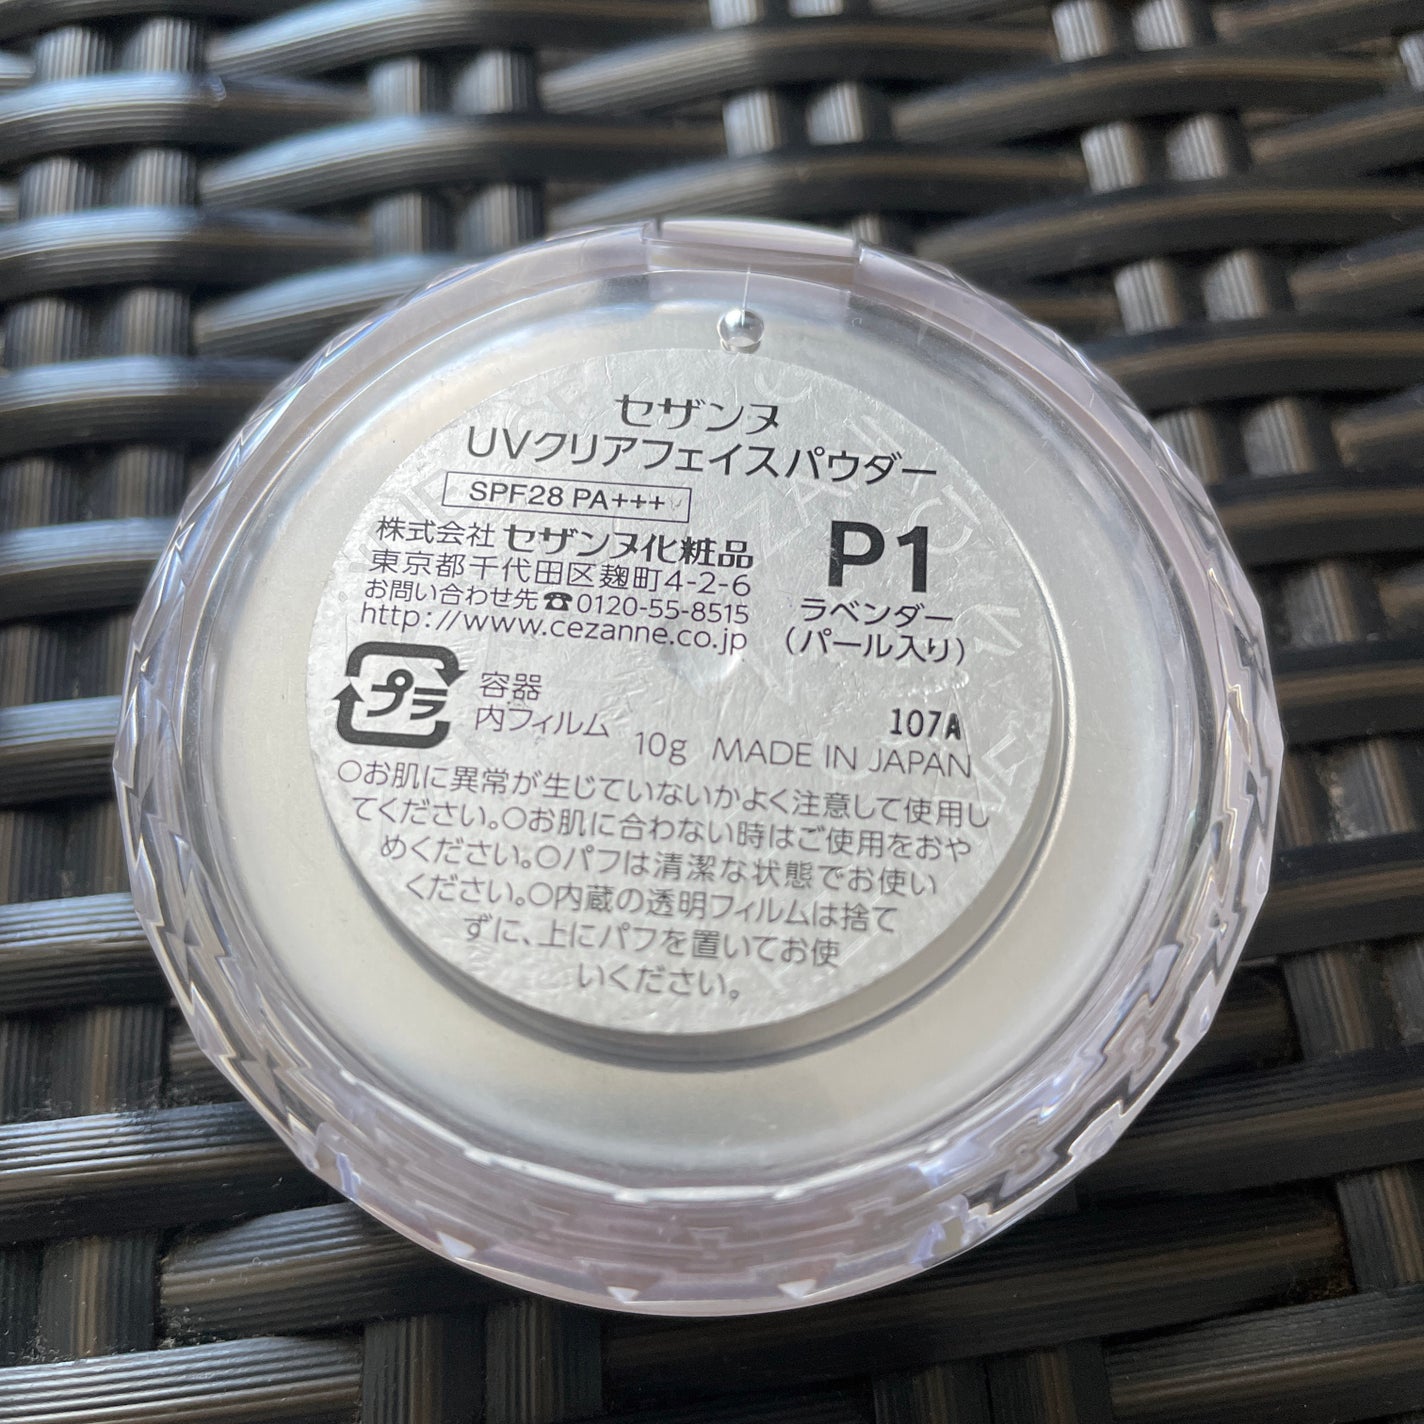 セザンヌ
UVクリアフェイスパウダー
SPF28 PA+++
株式会社 セザンヌ化粧品
東京都千代田区麹町4-2-6
お問い合わせ先☎0120-55-8515
http://www.cezanne.co.jp
P1
ラベンダー
(パール入り)
プラ
容器
内フィルム
107A
10g MADE IN JAPAN
○お肌に異常が生じていないかよく注意して使用し
てください。○お肌に合わない時はご使用をおや
めください。○パフは清潔な状態でお使い
ください。○内蔵の透明フィルムは捨て
ずに、上にパフを置いてお使
いください。